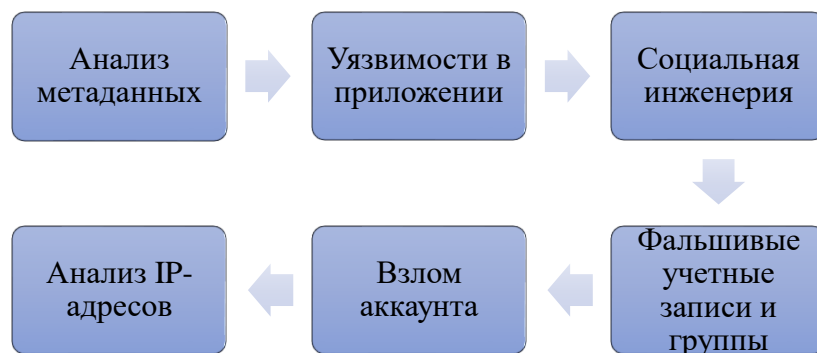 Анализ
метаданных
Уязвимости в
приложении
Социальная
инженерия
Фальшивые
учетные
записи и
группы
Взлом
аккаунта
Анализ IP-
адресов